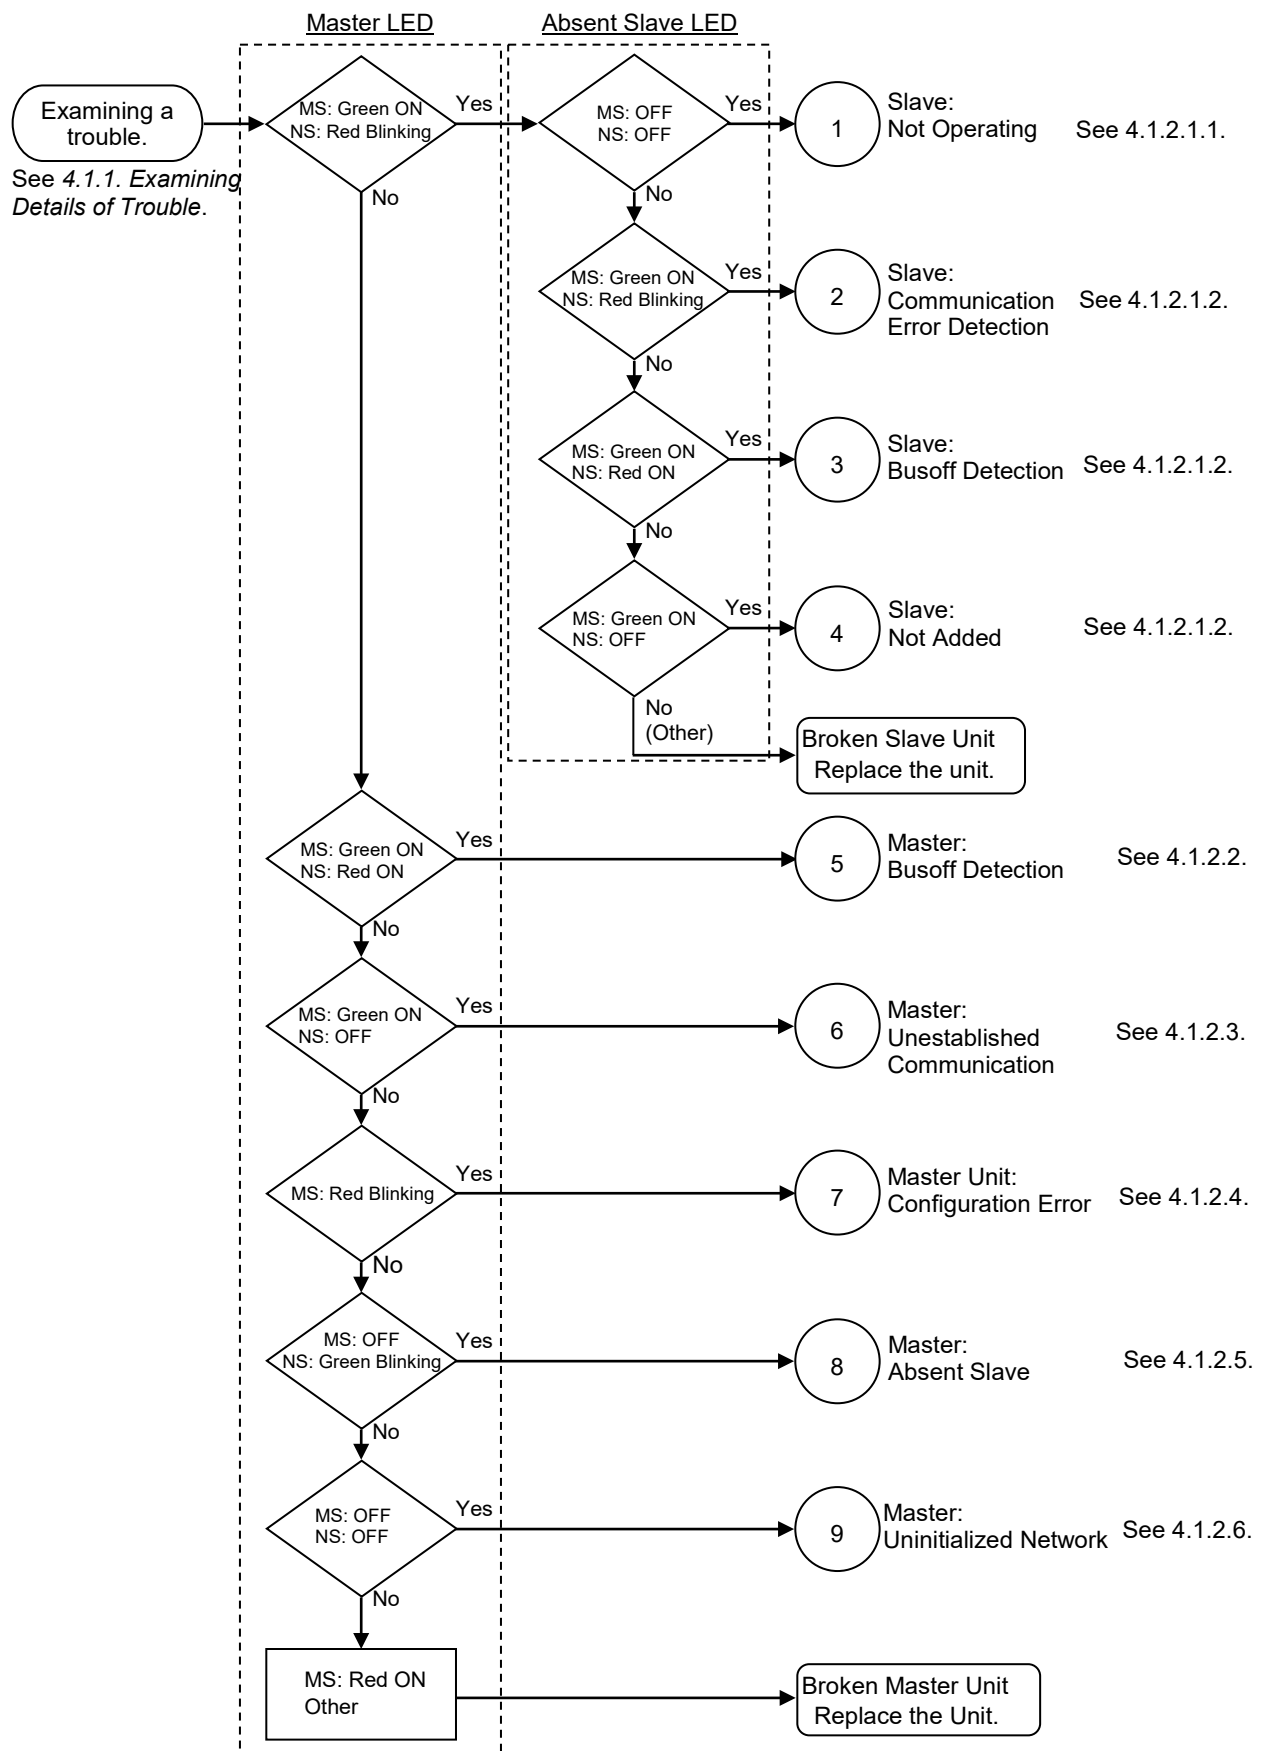 Master LED
Absent Slave LED
Examining a
trouble.
See 4.1.1. Examining
Details of Trouble.
MS: Green ON
NS: Red Blinking
Yes
No
MS: OFF
NS: OFF
Yes
No
1
Slave:
Not Operating
See 4.1.2.1.1.
MS: Green ON
NS: Red Blinking
Yes
No
2
Slave:
Communication
Error Detection
See 4.1.2.1.2.
MS: Green ON
NS: Red ON
Yes
No
3
Slave:
Busoff Detection
See 4.1.2.1.2.
MS: Green ON
NS: OFF
Yes
No
(Other)
4
Slave:
Not Added
See 4.1.2.1.2.
Broken Slave Unit
Replace the unit.
MS: Green ON
NS: Red ON
Yes
No
5
Master:
Busoff Detection
See 4.1.2.2.
MS: Green ON
NS: OFF
Yes
No
6
Master:
Unestablished
Communication
See 4.1.2.3.
MS: Red Blinking
Yes
No
7
Master Unit:
Configuration Error
See 4.1.2.4.
MS: OFF
NS: Green Blinking
Yes
No
8
Master:
Absent Slave
See 4.1.2.5.
MS: OFF
NS: OFF
Yes
No
9
Master:
Uninitialized Network
See 4.1.2.6.
MS: Red ON
Other
Broken Master Unit
Replace the Unit.